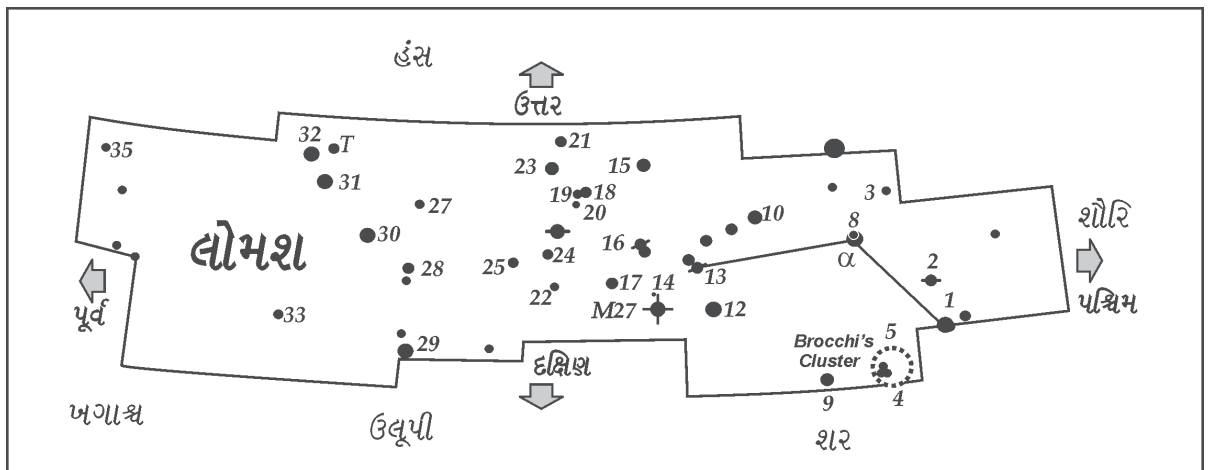 હંસ
ઉત્તર
21
32 T
35
23
15
31
19 18
3
20
27
10
શૌરિ
30
8
લોમશ
16
24
α
2
28
25
13
પૂર્વ
22
17
14
1
પશ્ચિમ
33
M27
12
5
29
Brocchi's
Cluster
દક્ષિણ
9
4
ખગાશ્વ
ઉલૂપી
શર